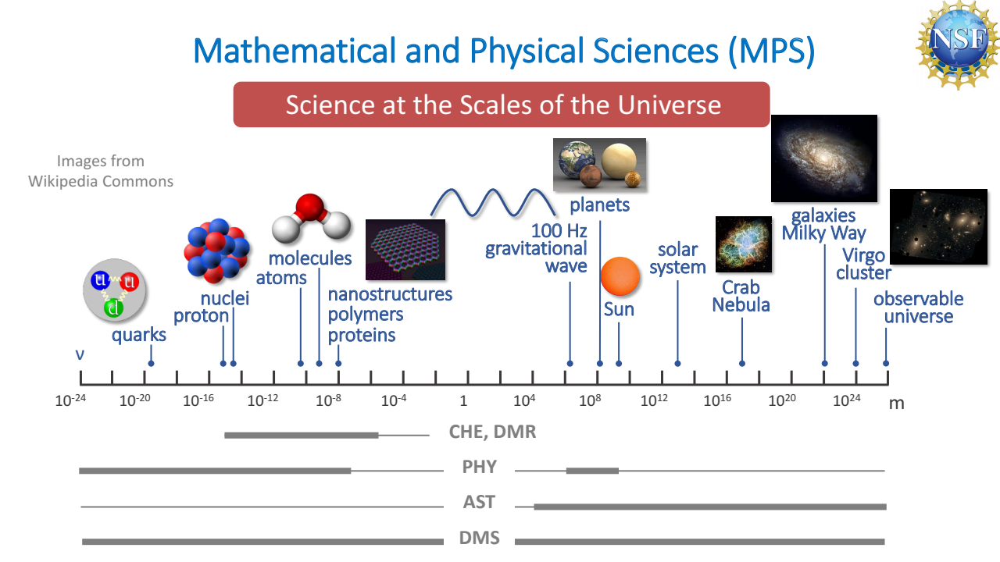 Mathematical and Physical Sciences (MPS)
NSF
Science at the Scales of the Universe
Images from
Wikipedia Commons
planets
100 Hz
gravitational
wave
galaxies
Milky Way
solar
system
Virgo
cluster
molecules
atoms
nuclei
proton
nanostructures
polymers
proteins
Sun
Crab
Nebula
observable
universe
u u
d
quarks
ν
10⁻²⁴ 10⁻²⁰ 10⁻¹⁶ 10⁻¹² 10⁻⁸ 10⁻⁴ 1 10⁴ 10⁸ 10¹² 10¹⁶ 10²⁰ 10²⁴ m
CHE, DMR
PHY
AST
DMS